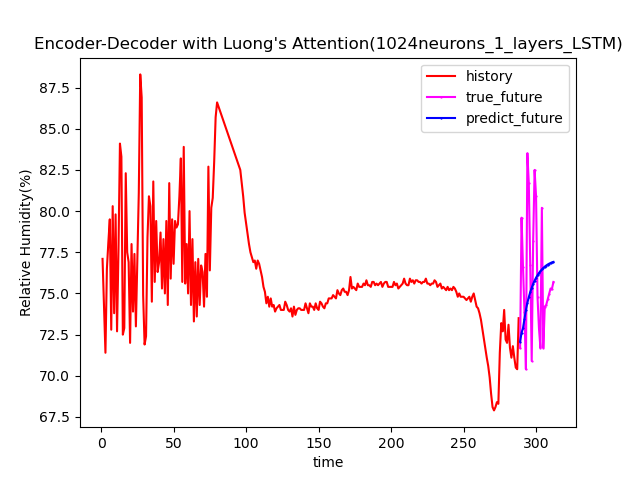 Encoder-Decoder with Luong's Attention(1024neurons_1_layers_LSTM)
history
true_future
predict_future
Relative Humidity(%)
87.5
85.0
82.5
80.0
77.5
75.0
72.5
70.0
67.5
0 50 100 150 200 250 300
time